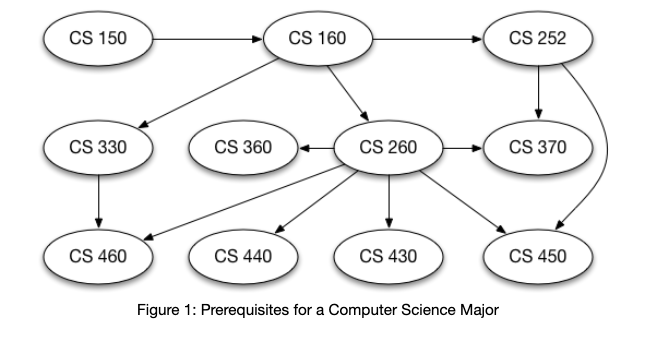 CS 150
CS 160
CS 252
CS 330
CS 360
CS 260
CS 370
CS 460
CS 440
CS 430
CS 450
Figure 1: Prerequisites for a Computer Science Major